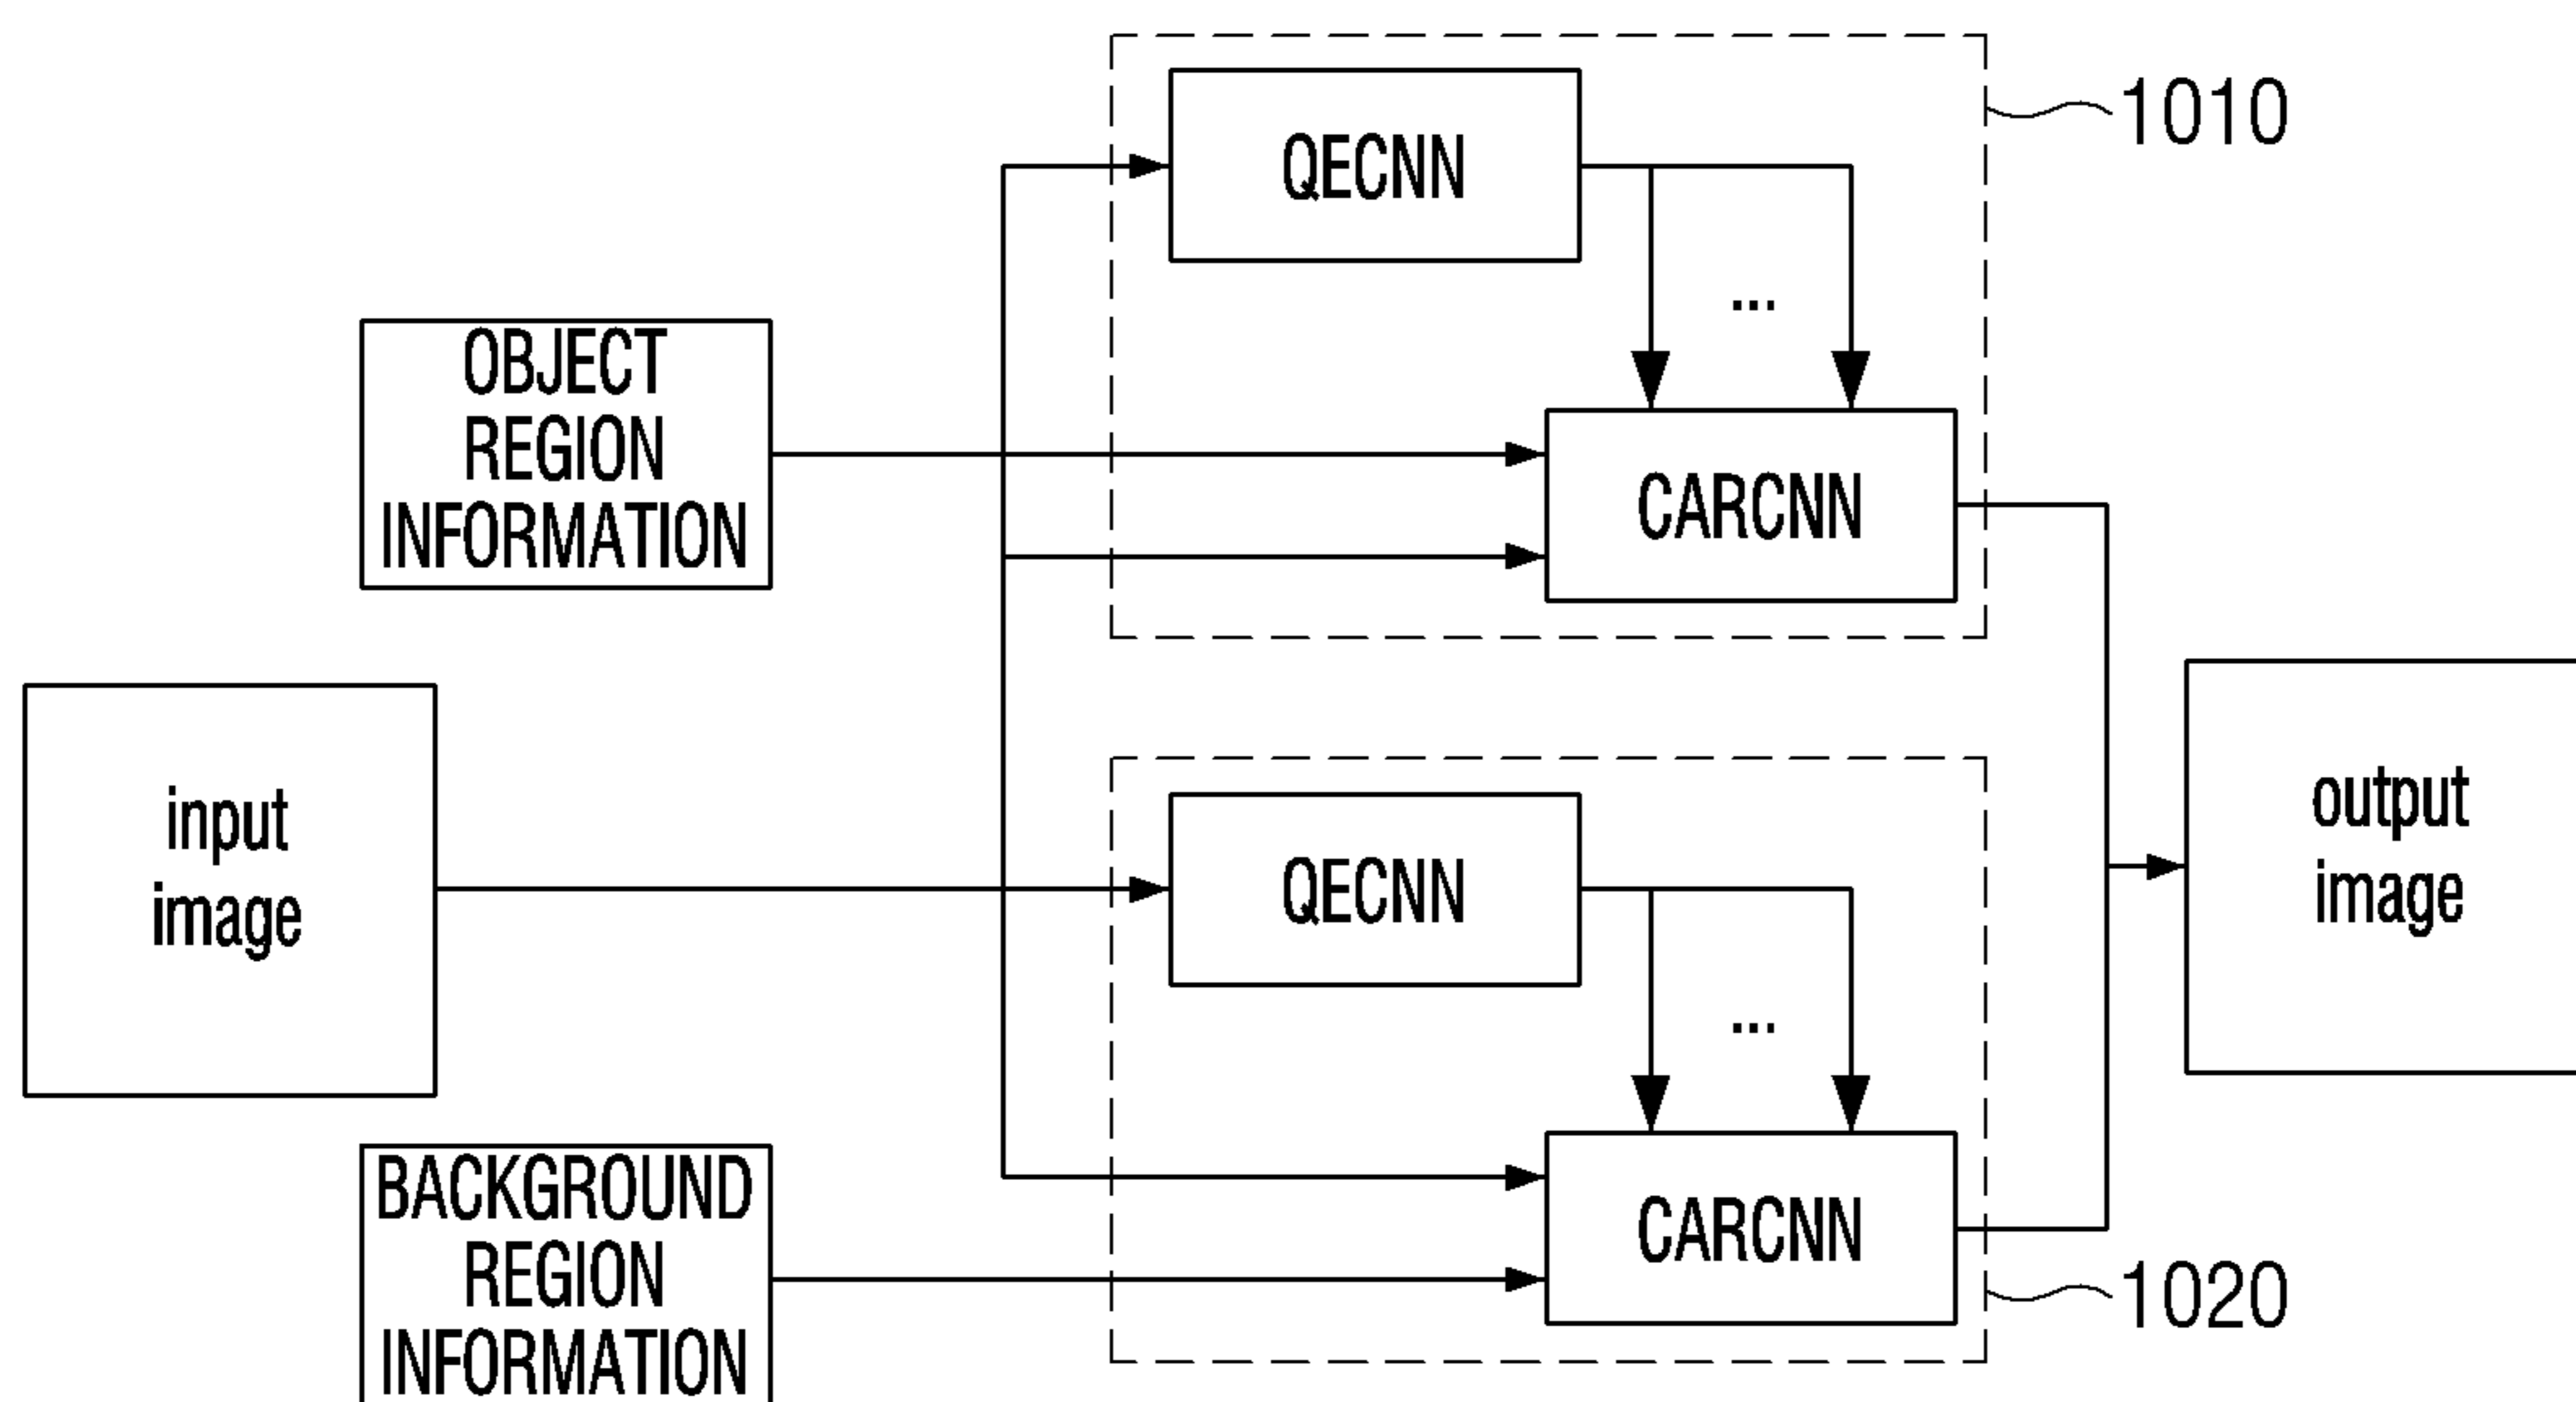 QECNN
1010
OBJECT
REGION
INFORMATION
...
CARCNN
input
image
QECNN
output
image
...
BACKGROUND
REGION
INFORMATION
CARCNN
1020